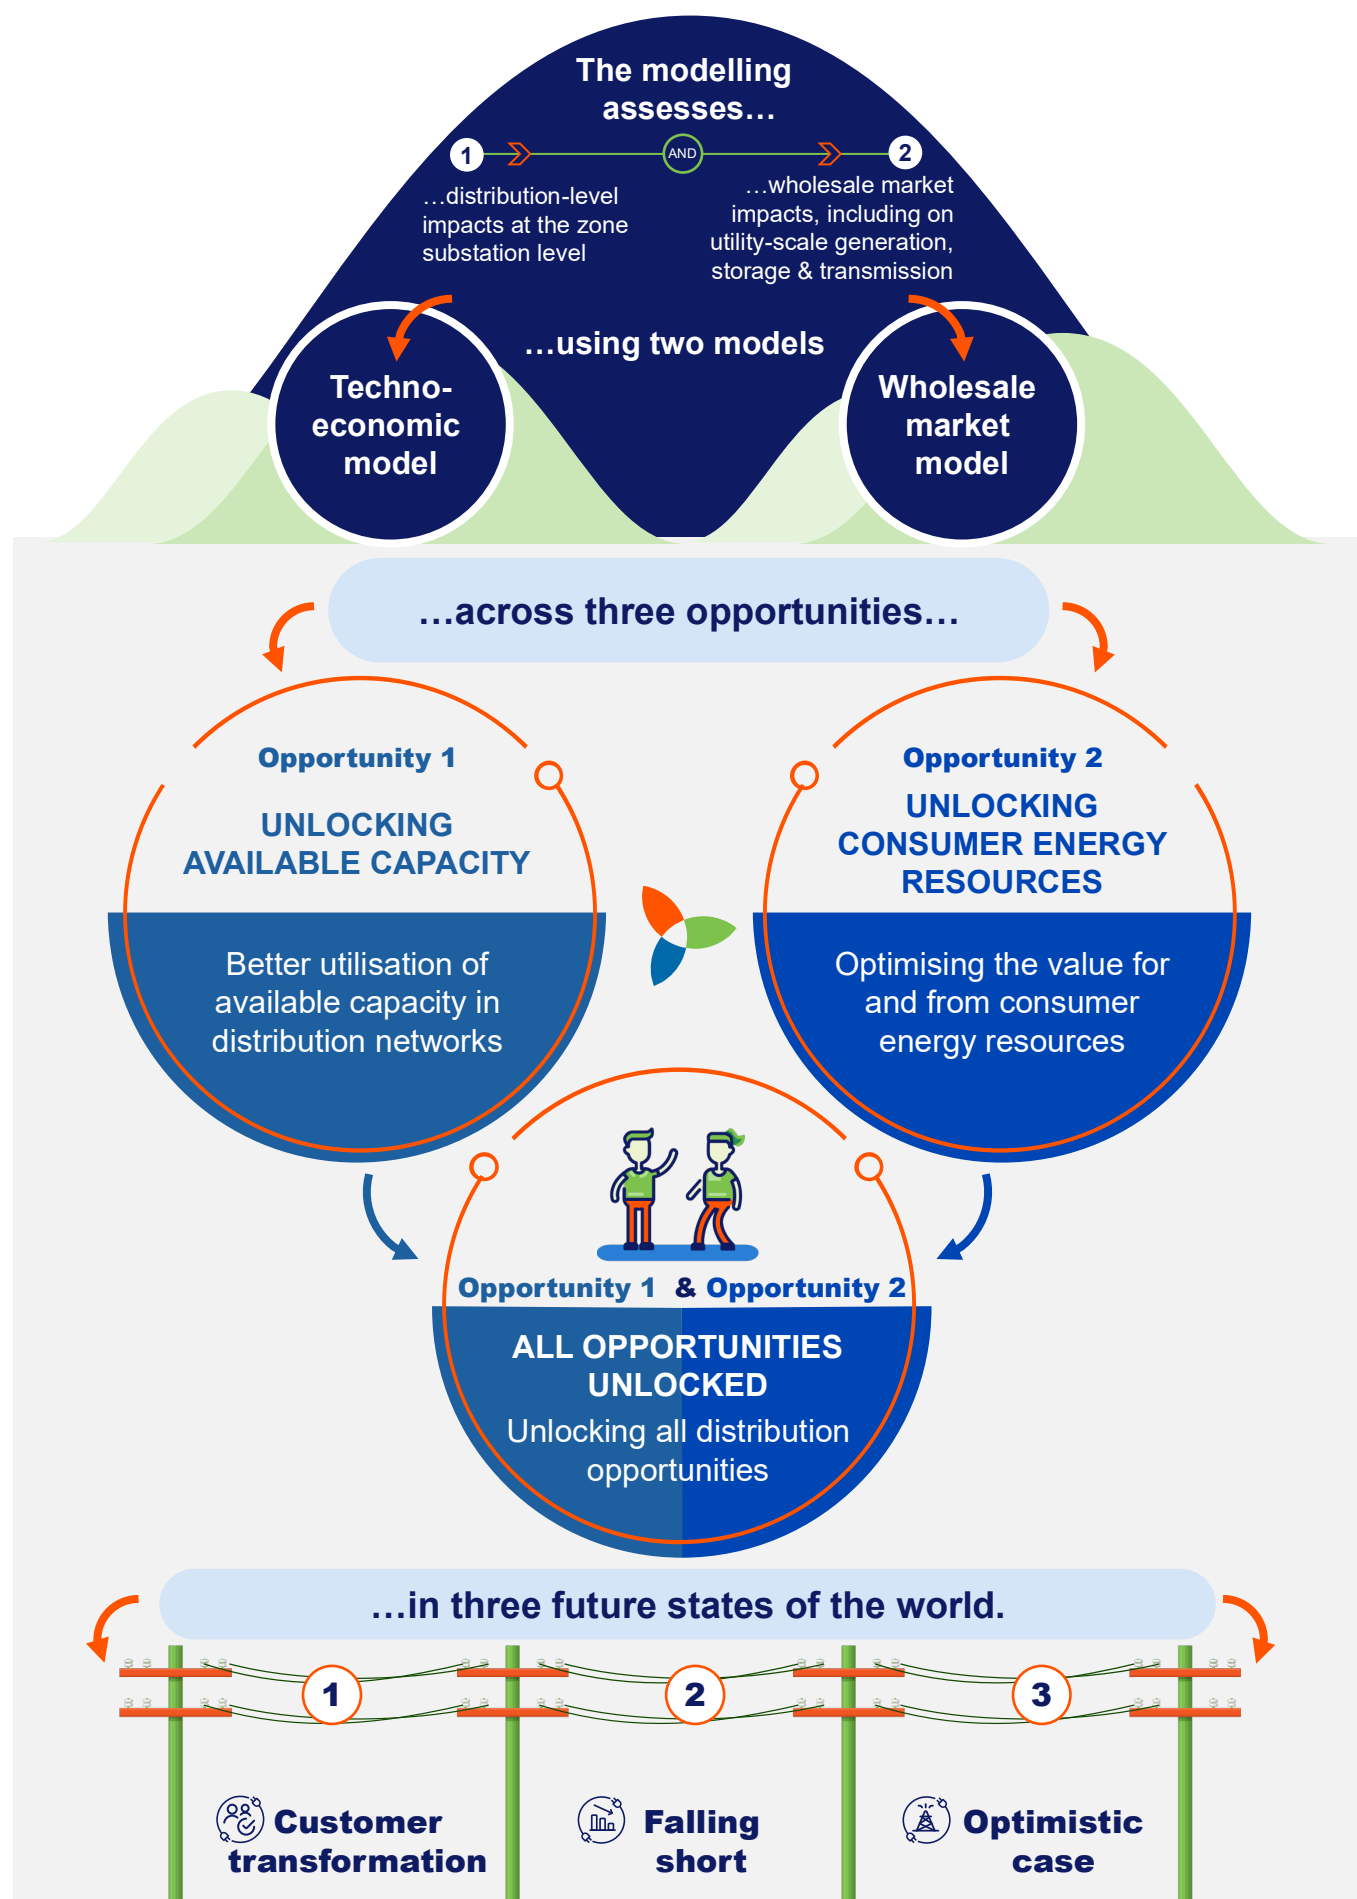 The modelling
assesses…
1
AND
2
…distribution-level
impacts at the zone
substation level
…wholesale market
impacts, including on
utility-scale generation,
storage & transmission
…using two models
Techno-
economic
model
Wholesale
market
model
…across three opportunities…
Opportunity 1
UNLOCKING
AVAILABLE CAPACITY
Better utilisation of
available capacity in
distribution networks
Opportunity 2
UNLOCKING
CONSUMER ENERGY
RESOURCES
Optimising the value for
and from consumer
energy resources
Opportunity 1 & Opportunity 2
ALL OPPORTUNITIES
UNLOCKED
Unlocking all distribution
opportunities
…in three future states of the world.
1
2
3
Customer
transformation
Falling
short
Optimistic
case